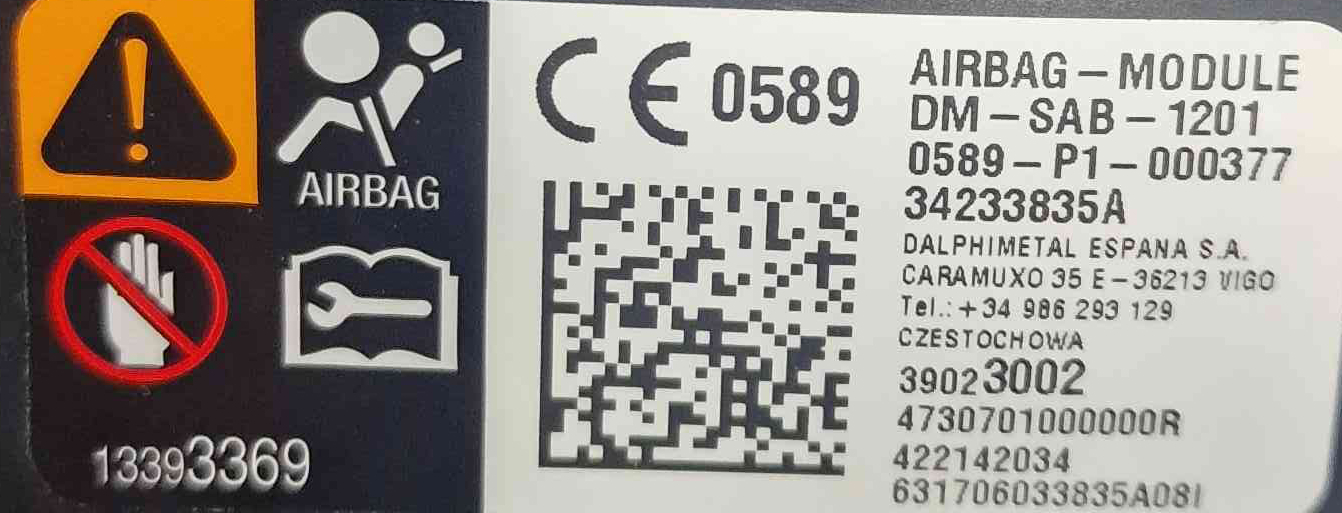 AIRBAG
13393369
CE 0589
AIRBAG – MODULE
DM – SAB – 1201
0589 – P1 – 000377
34233835A
DALPHIMETAL ESPANA S.A.
CARAMUXO 35 E – 36213 VIGO
Tel.: +34 986 293 129
CZESTOCHOWA
39023002
4730701000000R
422142034
631706033835A08I